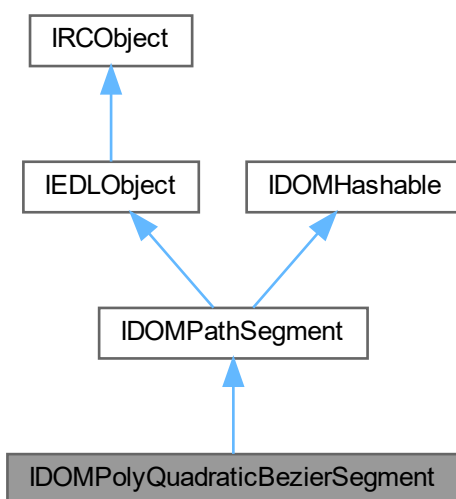 IRCObject
IEDLObject
IDOMHashable
IDOMPathSegment
IDOMPolyQuadraticBezierSegment